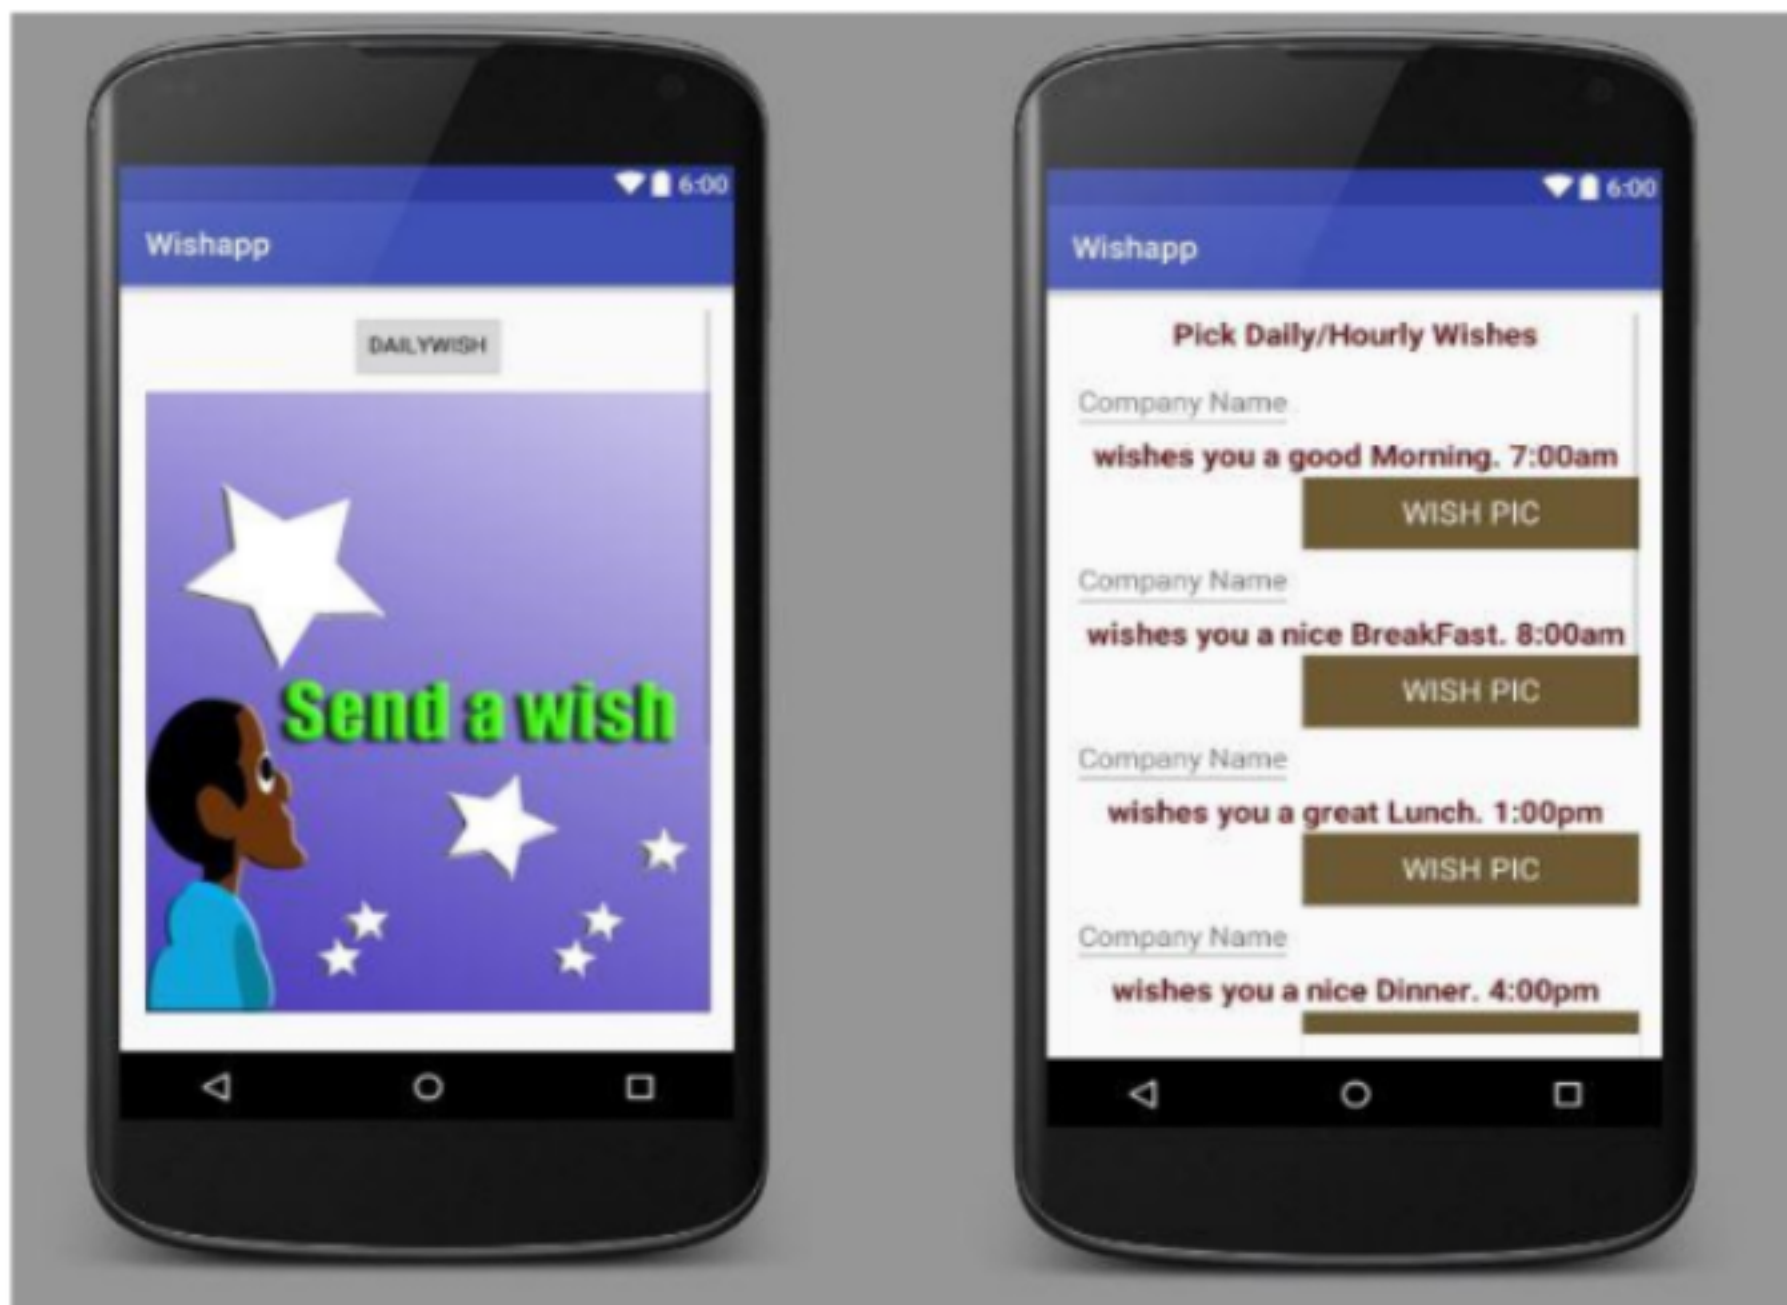 6:00
Wishapp
DAILYWISH
Send a wish
6:00
Wishapp
Pick Daily/Hourly Wishes
Company Name
wishes you a good Morning. 7:00am
WISH PIC
Company Name
wishes you a nice BreakFast. 8:00am
WISH PIC
Company Name
wishes you a great Lunch. 1:00pm
WISH PIC
Company Name
wishes you a nice Dinner. 4:00pm